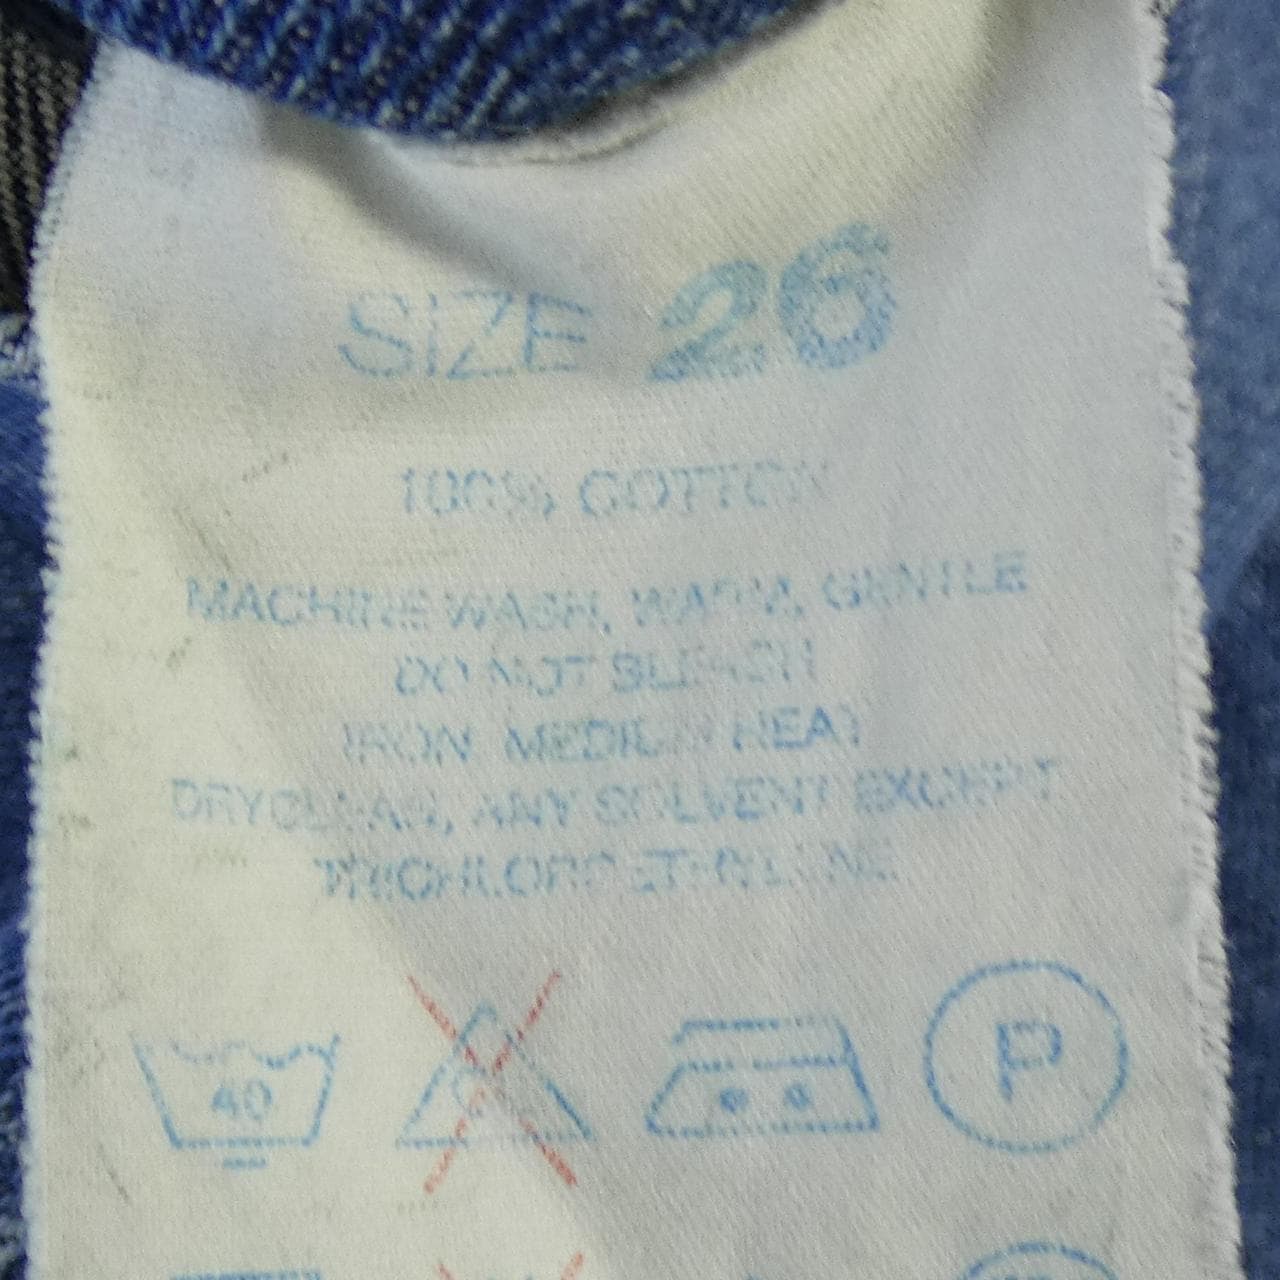 SIZE 26
100% COTTON
MACHINE WASH, WARM, GENTLE
DO NOT BLEACH
IRON MEDIUM HEAT
DRYCLEAN, ANY SOLVENT EXCEPT
TRICHLOROETHYLENE
40
P